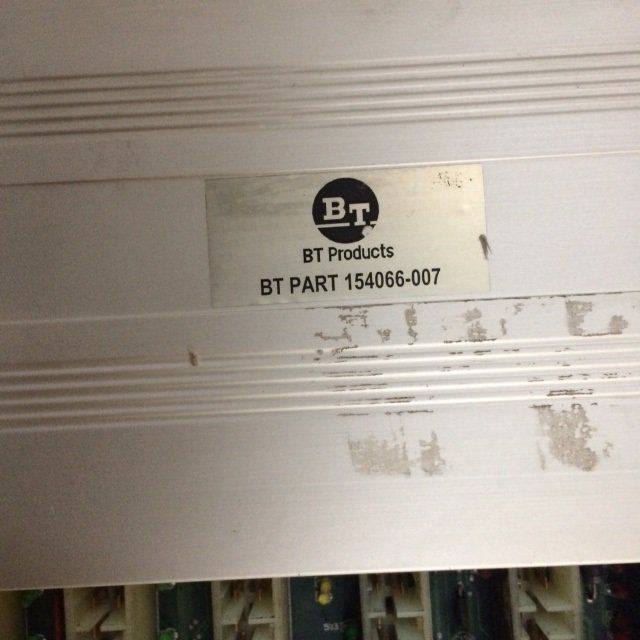 BT.
BT Products
BT PART 154066-007